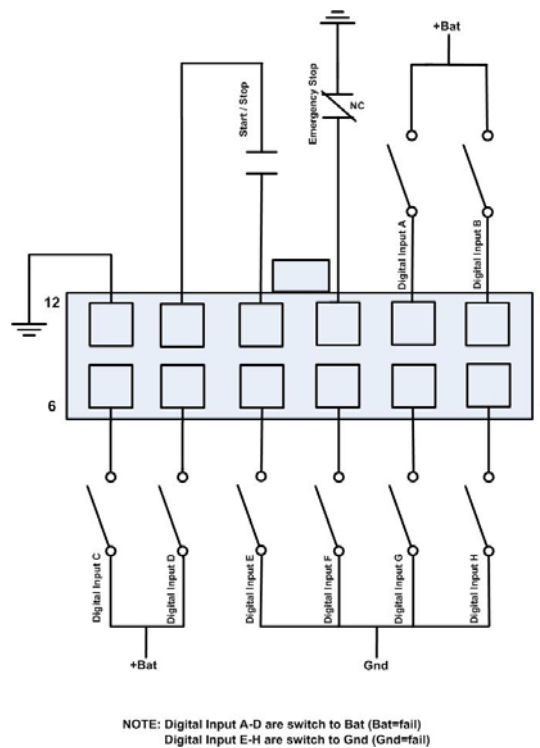 +Bat
Start / Stop
Emergency Stop
NC
Digital Input A
Digital Input B
12
6
Digital Input C
Digital Input D
Digital Input E
Digital Input F
Digital Input G
Digital Input H
+Bat
Gnd
NOTE: Digital Input A-D are switch to Bat (Bat=fail)
Digital Input E-H are switch to Gnd (Gnd=fail)